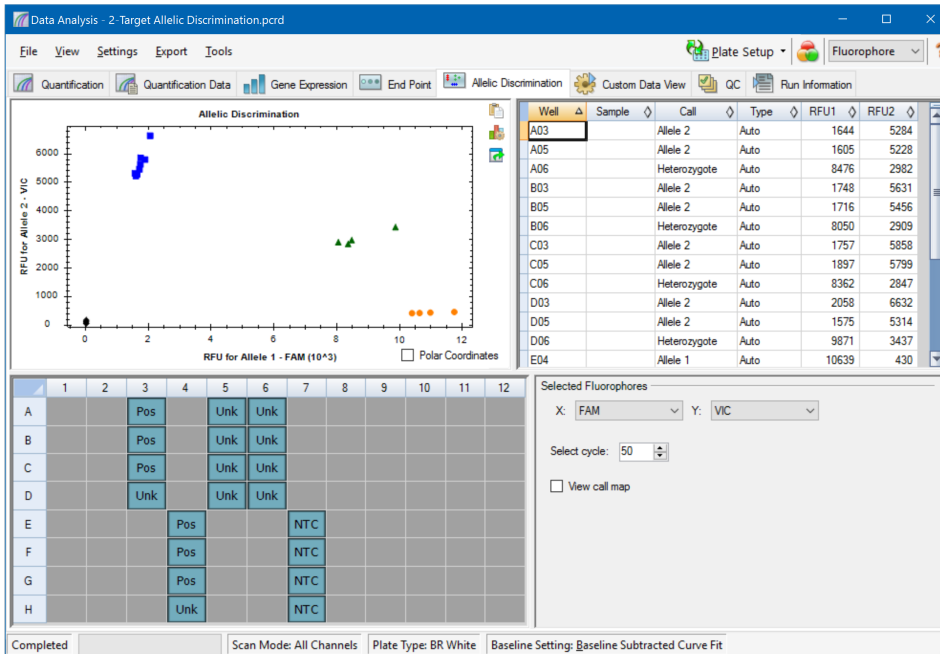 Data Analysis - 2-Target Allelic Discrimination.pcrd
File View Settings Export Tools Plate Setup Fluorophore
Quantification Quantification Data Gene Expression End Point Allelic Discrimination Custom Data View QC Run Information
Allelic Discrimination
RFU for Allele 2 - VIC
6000
5000
4000
3000
2000
1000
0
0 2 4 6 8 10 12
RFU for Allele 1 - FAM (10^3)
Polar Coordinates
Well Sample Call Type RFU1 RFU2
A03 Allele 2 Auto 1644 5284
A05 Allele 2 Auto 1605 5228
A06 Heterozygote Auto 8476 2982
B03 Allele 2 Auto 1748 5631
B05 Allele 2 Auto 1716 5456
B06 Heterozygote Auto 8050 2909
C03 Allele 2 Auto 1757 5858
C05 Allele 2 Auto 1897 5799
C06 Heterozygote Auto 8362 2847
D03 Allele 2 Auto 2058 6632
D05 Allele 2 Auto 1575 5314
D06 Heterozygote Auto 9871 3437
E04 Allele 1 Auto 10639 430
1 2 3 4 5 6 7 8 9 10 11 12
A Pos Unk Unk
B Pos Unk Unk
C Pos Unk Unk
D Unk Unk Unk
E Pos NTC
F Pos NTC
G Pos NTC
H Unk NTC
Selected Fluorophores
X: FAM Y: VIC
Select cycle: 50
View call map
Completed Scan Mode: All Channels Plate Type: BR White Baseline Setting: Baseline Subtracted Curve Fit